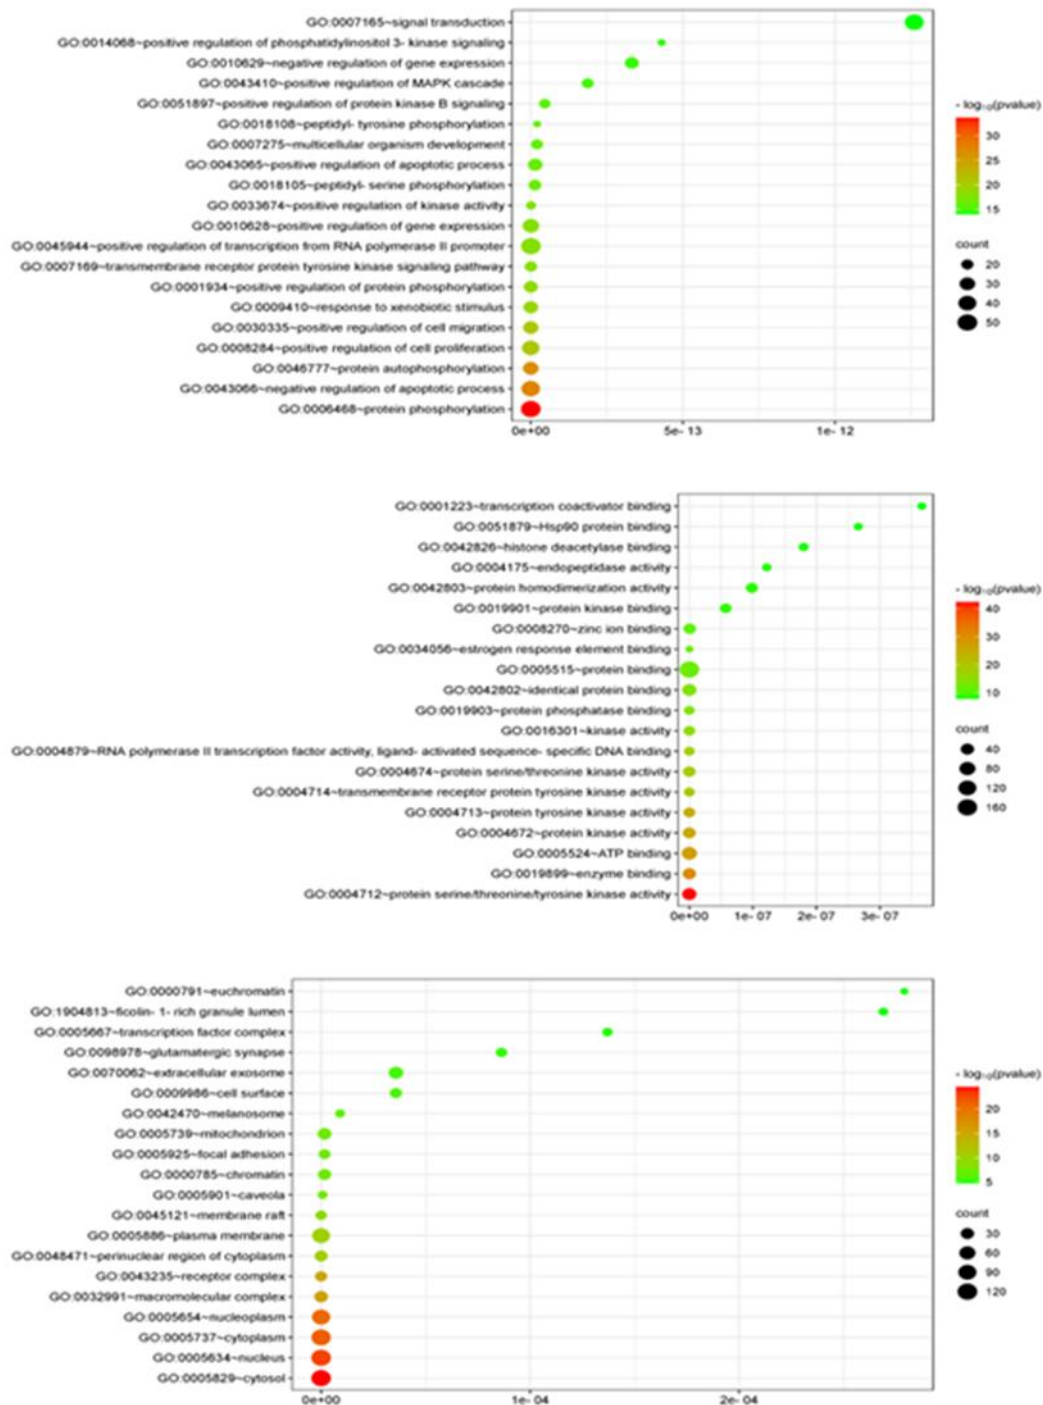 GO:0007165~signal transduction
GO:0014068~positive regulation of phosphatidylinositol 3- kinase signaling
GO:0010629~negative regulation of gene expression
GO:0043410~positive regulation of MAPK cascade
GO:0051897~positive regulation of protein kinase B signaling
GO:0018108~peptidyl- tyrosine phosphorylation
GO:0007275~multicellular organism development
GO:0043065~positive regulation of apoptotic process
GO:0018105~peptidyl- serine phosphorylation
GO:0033674~positive regulation of kinase activity
GO:0010628~positive regulation of gene expression
GO:0045944~positive regulation of transcription from RNA polymerase II promoter
GO:0007169~transmembrane receptor protein tyrosine kinase signaling pathway
GO:0001934~positive regulation of protein phosphorylation
GO:0009410~response to xenobiotic stimulus
GO:0030335~positive regulation of cell migration
GO:0008284~positive regulation of cell proliferation
GO:0046777~protein autophosphorylation
GO:0043066~negative regulation of apoptotic process
GO:0006468~protein phosphorylation
0e+00 5e- 13 1e- 12
- log₁₀(pvalue)
30
25
20
15
count
20
30
40
50
GO:0001223~transcription coactivator binding
GO:0051879~Hsp90 protein binding
GO:0042826~histone deacetylase binding
GO:0004175~endopeptidase activity
GO:0042803~protein homodimerization activity
GO:0019901~protein kinase binding
GO:0008270~zinc ion binding
GO:0034056~estrogen response element binding
GO:0005515~protein binding
GO:0042802~identical protein binding
GO:0019903~protein phosphatase binding
GO:0016301~kinase activity
GO:0004879~RNA polymerase II transcription factor activity, ligand- activated sequence- specific DNA binding
GO:0004674~protein serine/threonine kinase activity
GO:0004714~transmembrane receptor protein tyrosine kinase activity
GO:0004713~protein tyrosine kinase activity
GO:0004672~protein kinase activity
GO:0005524~ATP binding
GO:0019899~enzyme binding
GO:0004712~protein serine/threonine/tyrosine kinase activity
0e+00 1e- 07 2e- 07 3e- 07
- log₁₀(pvalue)
40
30
20
10
count
40
80
120
160
GO:0000791~euchromatin
GO:1904813~ficolin- 1- rich granule lumen
GO:0005667~transcription factor complex
GO:0098978~glutamatergic synapse
GO:0070062~extracellular exosome
GO:0009986~cell surface
GO:0042470~melanosome
GO:0005739~mitochondrion
GO:0005925~focal adhesion
GO:0000785~chromatin
GO:0005901~caveola
GO:0045121~membrane raft
GO:0005886~plasma membrane
GO:0048471~perinuclear region of cytoplasm
GO:0043235~receptor complex
GO:0032991~macromolecular complex
GO:0005654~nucleoplasm
GO:0005737~cytoplasm
GO:0005634~nucleus
GO:0005829~cytosol
0e+00 1e- 04 2e- 04
- log₁₀(pvalue)
20
15
10
5
count
30
60
90
120